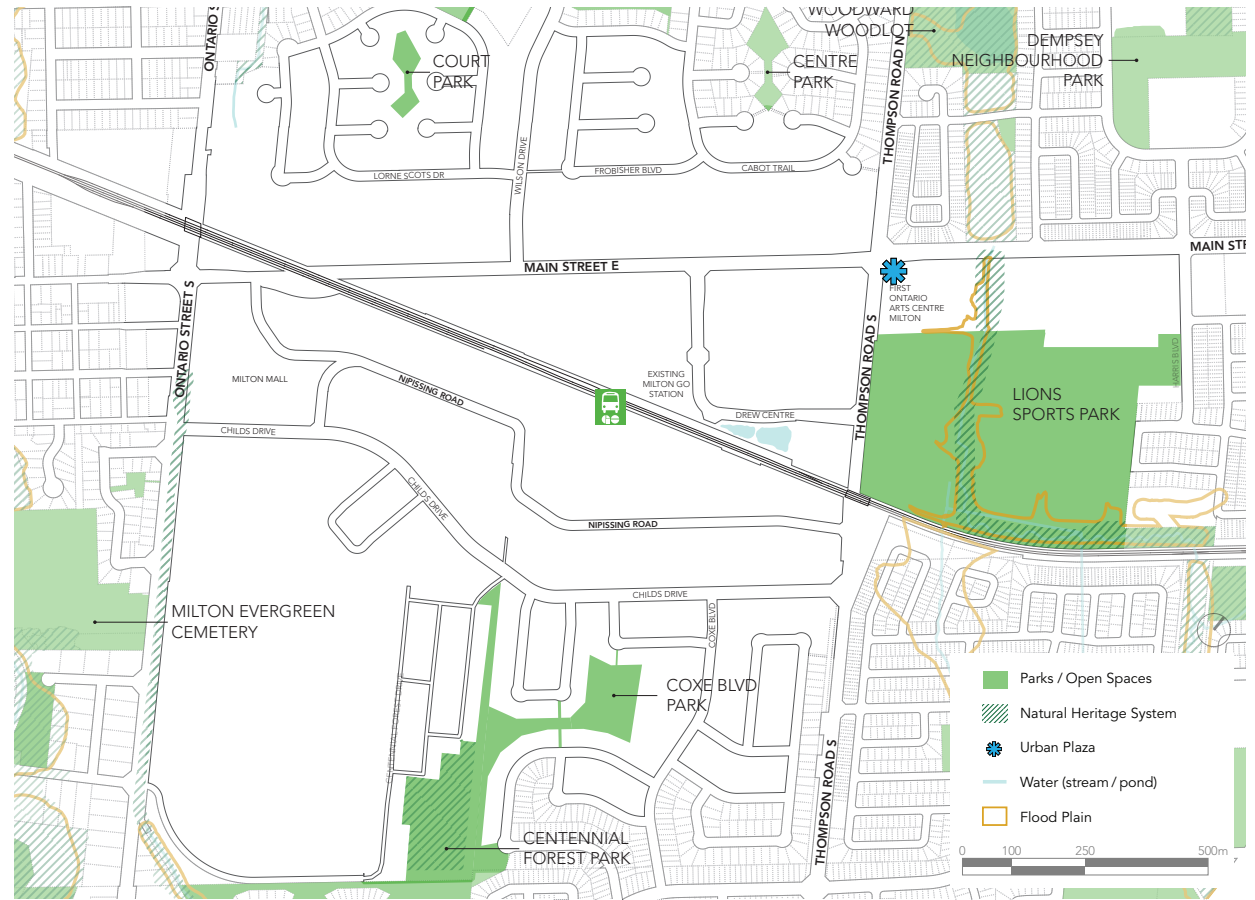 WOODWARD
WOODLOT
DEMPSEY
NEIGHBOURHOOD
PARK
COURT
PARK
CENTRE
PARK
THOMPSON ROAD N
WILSON DRIVE
LORNE SCOTS DR
FROBISHER BLVD
CABOT TRAIL
MAIN STREET E
ONTARIO STREET S
FIRST
ONTARIO
ARTS CENTRE
MILTON
THOMPSON ROAD S
HARRIS BLVD
MILTON MALL
NIPISSING ROAD
EXISTING
MILTON GO
STATION
DREW CENTRE
LIONS
SPORTS PARK
CHILDS DRIVE
CHILDS DRIVE
NIPISSING ROAD
CHILDS DRIVE
COXE BLVD
MILTON EVERGREEN
CEMETERY
COXE BLVD
PARK
THOMPSON ROAD S
CENTENNIAL
FOREST PARK
Parks / Open Spaces
Natural Heritage System
Urban Plaza
Water (stream / pond)
Flood Plain
0 100 250 500m